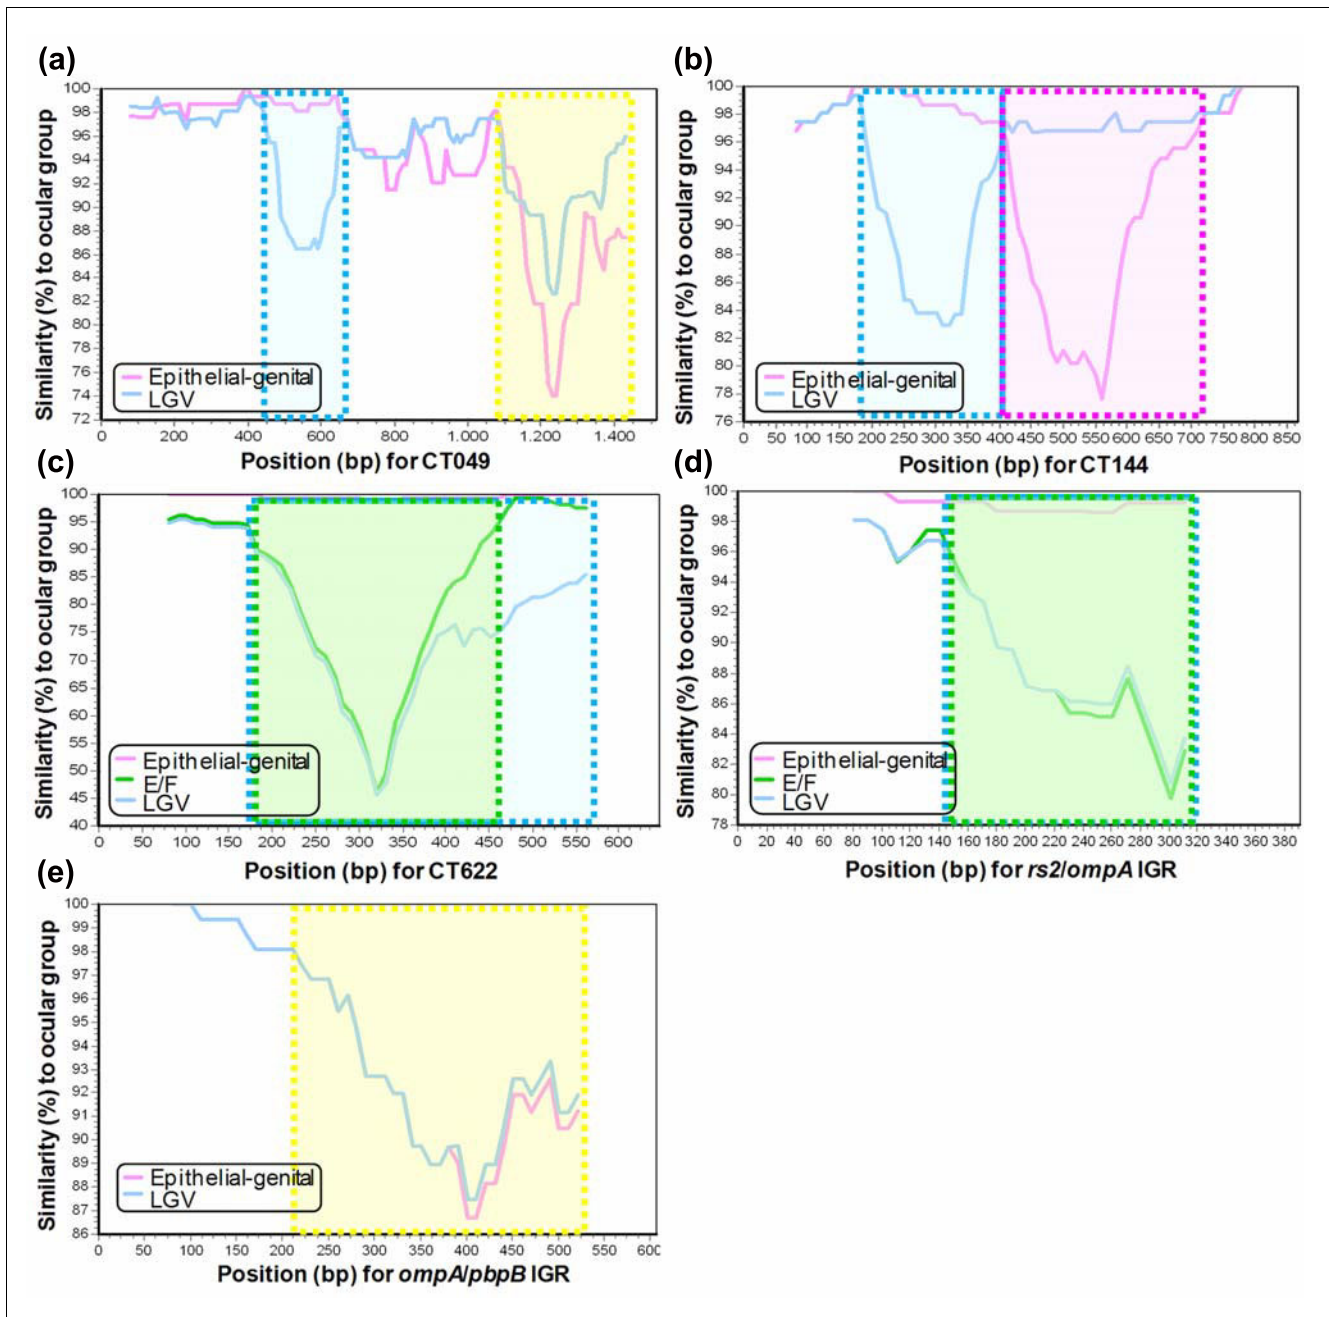 (a)
Similarity (%) to ocular group
100
98
96
94
92
90
88
86
84
82
80
78
76
74
72
Epithelial-genital
LGV
0 200 400 600 800 1.000 1.200 1.400
Position (bp) for CT049
(b)
Similarity (%) to ocular group
100
98
96
94
92
90
88
86
84
82
80
78
76
Epithelial-genital
LGV
0 50 100 150 200 250 300 350 400 450 500 550 600 650 700 750 800 850
Position (bp) for CT144
(c)
Similarity (%) to ocular group
100
95
90
85
80
75
70
65
60
55
50
45
40
Epithelial-genital
E/F
LGV
0 50 100 150 200 250 300 350 400 450 500 550 600
Position (bp) for CT622
(d)
Similarity (%) to ocular group
100
98
96
94
92
90
88
86
84
82
80
78
Epithelial-genital
E/F
LGV
0 20 40 60 80 100 120 140 160 180 200 220 240 260 280 300 320 340 360 380
Position (bp) for rs2/ompA IGR
(e)
Similarity (%) to ocular group
100
99
98
97
96
95
94
93
92
91
90
89
88
87
86
Epithelial-genital
LGV
0 50 100 150 200 250 300 350 400 450 500 550 600
Position (bp) for ompA/pbpB IGR